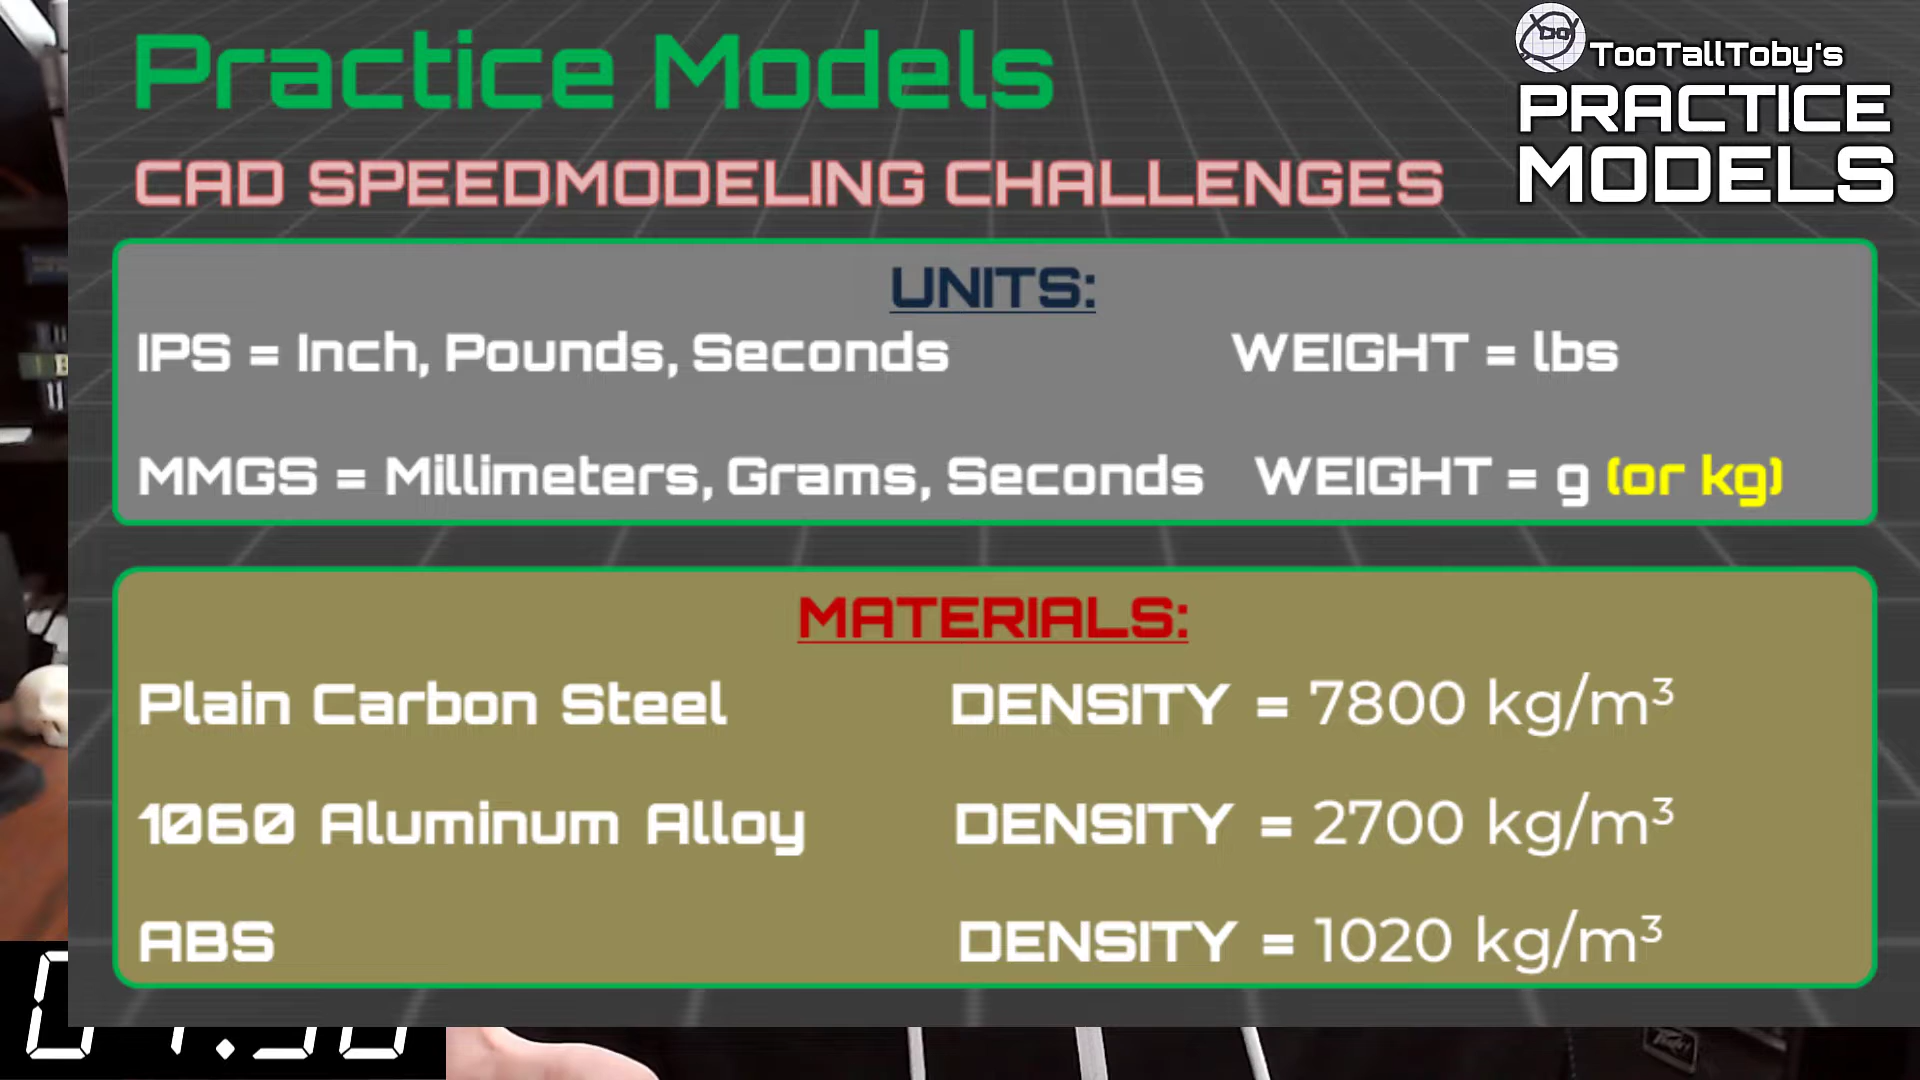 Practice Models
TooTallToby's
PRACTICE
MODELS
CAD SPEEDMODELING CHALLENGES
UNITS:
IPS = Inch, Pounds, Seconds WEIGHT = lbs
MMGS = Millimeters, Grams, Seconds WEIGHT = g (or kg)
MATERIALS:
Plain Carbon Steel DENSITY = 7800 kg/m³
1060 Aluminum Alloy DENSITY = 2700 kg/m³
ABS DENSITY = 1020 kg/m³